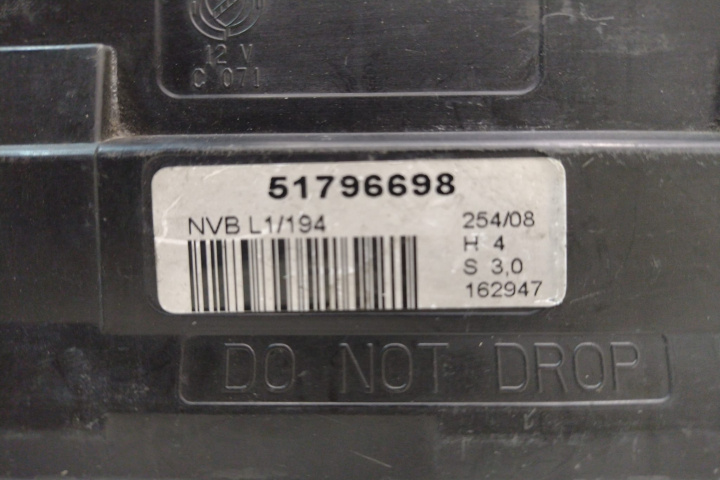 12 V
C 071
51796698
NVB L1/194
254/08
H 4
S 3,0
162947
DO NOT DROP